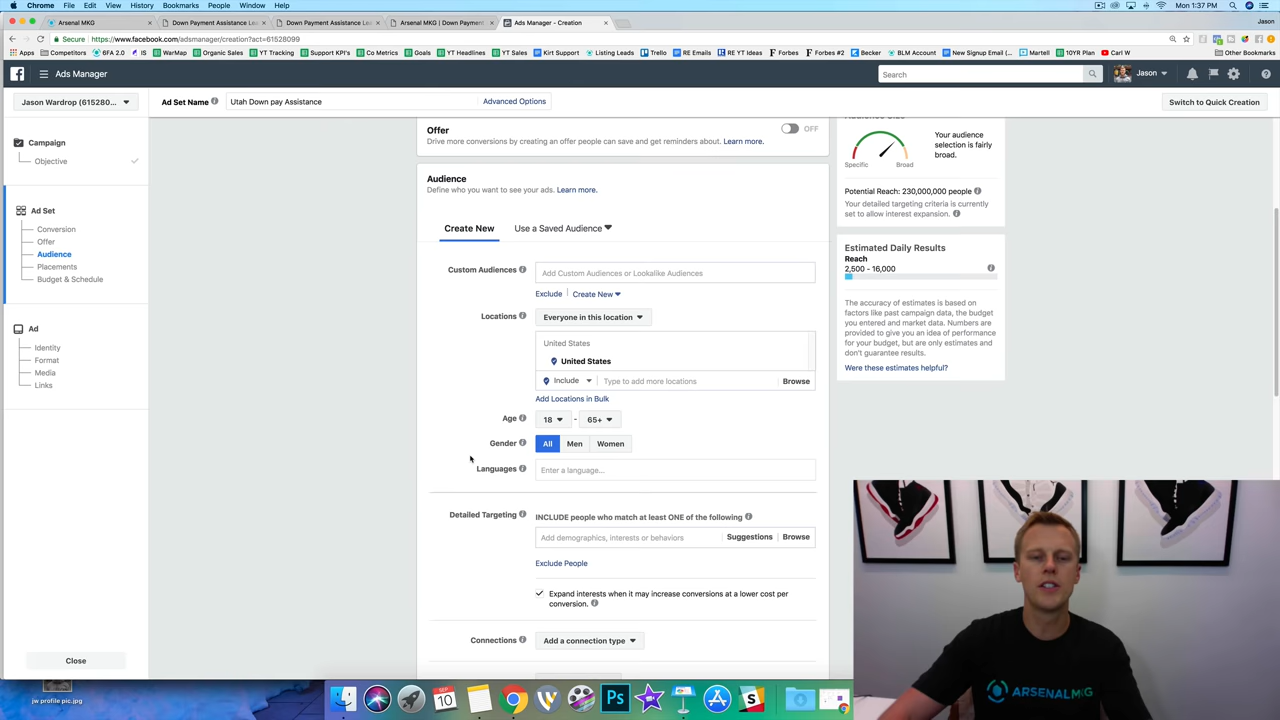 Chrome File Edit View History Bookmarks People Window Help
Mon 1:37 PM
Jason
Arsenal MKG
Down Payment Assistance Lea
Down Payment Assistance Lea
Arsenal MKG | Down Payment
Ads Manager - Creation
Secure https://www.facebook.com/adsmanager/creation?act=61528099
Apps Competitors 6FA 2.0 IS WarMap Organic Sales YT Tracking Support KPI's Co Metrics Goals YT Headlines YT Sales Kirt Support Listing Leads Trello RE Emails RE YT Ideas Forbes Forbes #2 Becker BLM Account New Signup Email (... Martell 10YR Plan Carl W Other Bookmarks
Ads Manager
Search
Jason
Jason Wardrop (615280...
Ad Set Name
Utah Down pay Assistance
Advanced Options
Switch to Quick Creation
Campaign
Objective
Ad Set
Conversion
Offer
Audience
Placements
Budget & Schedule
Ad
Identity
Format
Media
Links
Close
Offer
OFF
Drive more conversions by creating an offer people can save and get reminders about. Learn more.
Audience
Define who you want to see your ads. Learn more.
Create New
Use a Saved Audience
Custom Audiences
Add Custom Audiences or Lookalike Audiences
Exclude
Create New
Locations
Everyone in this location
United States
United States
Include
Type to add more locations
Browse
Add Locations in Bulk
Age
18 - 65+
Gender
All Men Women
Languages
Enter a language...
Detailed Targeting
INCLUDE people who match at least ONE of the following
Add demographics, interests or behaviors
Suggestions
Browse
Exclude People
Expand interests when it may increase conversions at a lower cost per
conversion.
Connections
Add a connection type
Your audience
selection is fairly
broad.
Specific
Broad
Potential Reach: 230,000,000 people
Your detailed targeting criteria is currently
set to allow interest expansion.
Estimated Daily Results
Reach
2,500 - 16,000
The accuracy of estimates is based on
factors like past campaign data, the budget
you entered and market data. Numbers are
provided to give you an idea of performance
for your budget, but are only estimates and
don't guarantee results.
Were these estimates helpful?
ARSENALMKG
jw profile pic.jpg
SEP
10
Ps